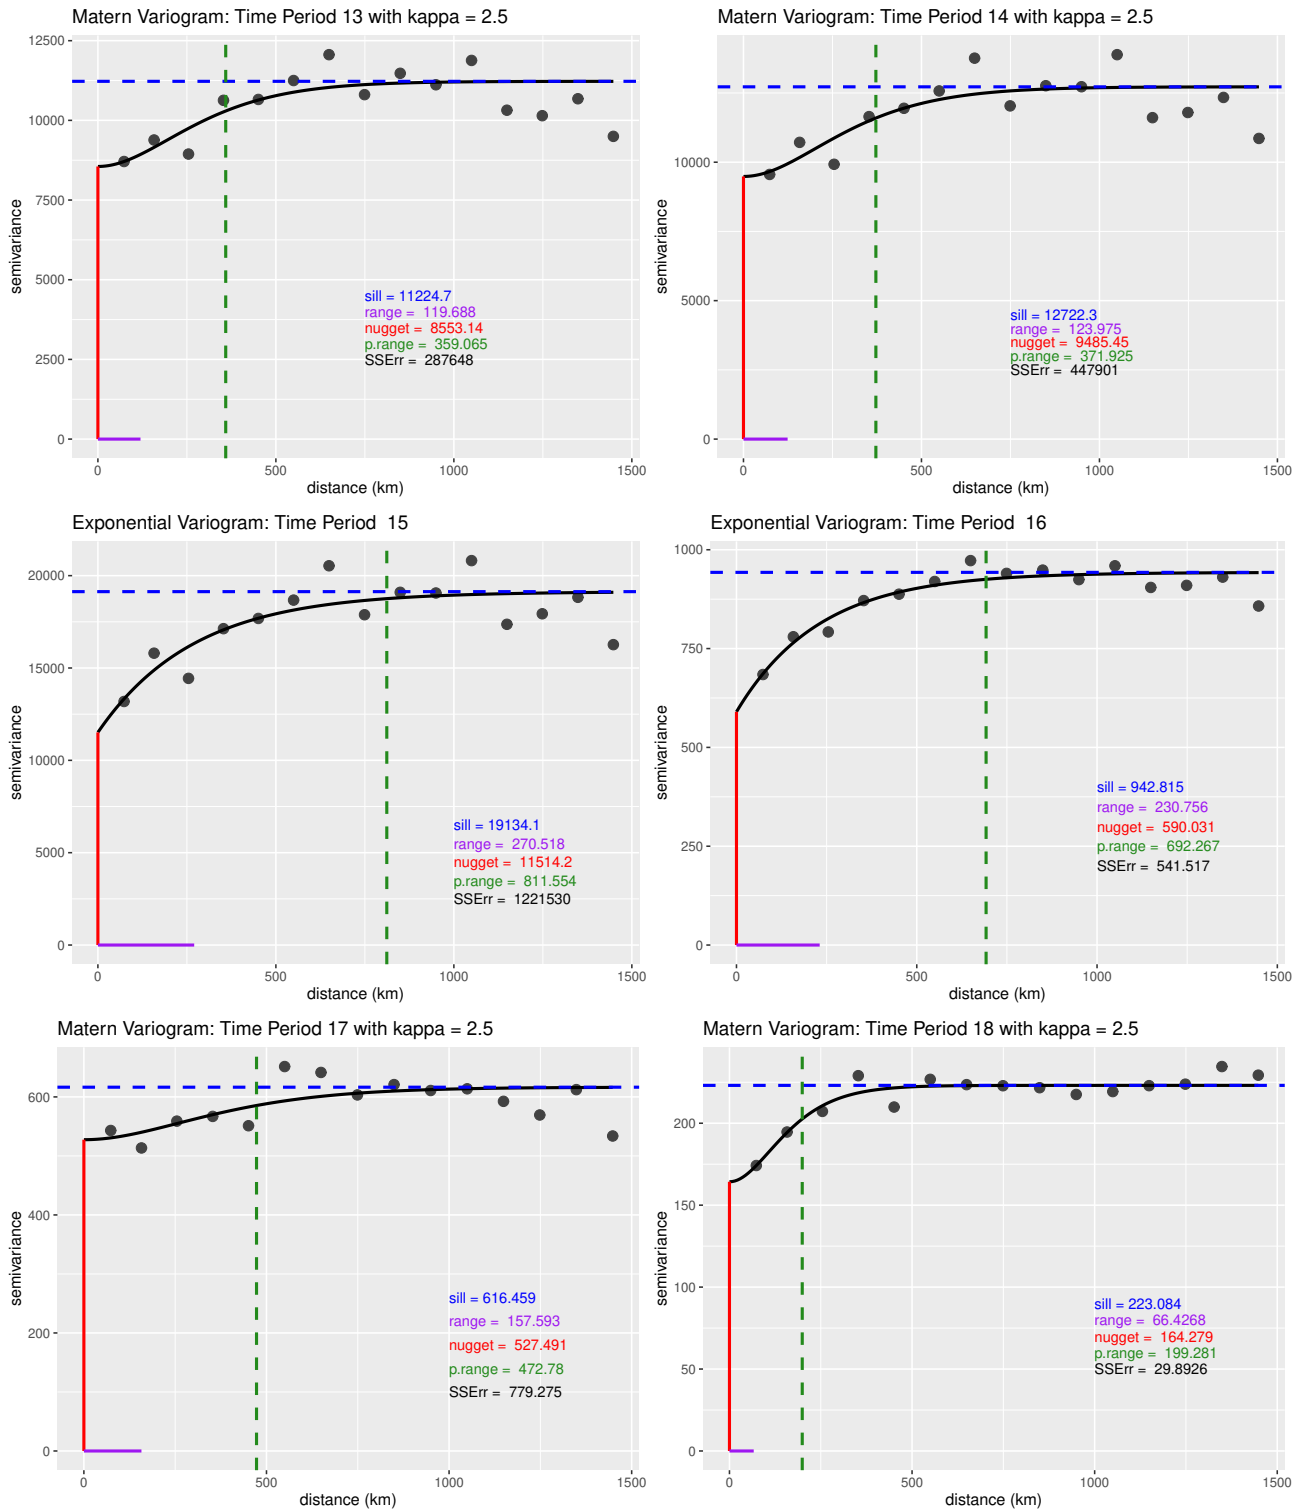 Matern Variogram: Time Period 13 with kappa = 2.5
12500
10000
7500
5000
2500
0
semivariance
sill = 11224.7
range =  119.688
nugget =  8553.14
p.range =  359.065
SSErr =  287648
0 500 1000 1500
distance (km)
Matern Variogram: Time Period 14 with kappa = 2.5
10000
5000
0
semivariance
sill = 12722.3
range =  123.975
nugget =  9485.45
p.range =  371.925
SSErr =  447901
0 500 1000 1500
distance (km)
Exponential Variogram: Time Period  15
20000
15000
10000
5000
0
semivariance
sill = 19134.1
range =  270.518
nugget =  11514.2
p.range =  811.554
SSErr =  1221530
0 500 1000 1500
distance (km)
Exponential Variogram: Time Period  16
1000
750
500
250
0
semivariance
sill = 942.815
range =  230.756
nugget =  590.031
p.range =  692.267
SSErr =  541.517
0 500 1000 1500
distance (km)
Matern Variogram: Time Period 17 with kappa = 2.5
600
400
200
0
semivariance
sill = 616.459
range =  157.593
nugget =  527.491
p.range =  472.78
SSErr =  779.275
0 500 1000 1500
distance (km)
Matern Variogram: Time Period 18 with kappa = 2.5
200
150
100
50
0
semivariance
sill = 223.084
range =  66.4268
nugget =  164.279
p.range =  199.281
SSErr =  29.8926
0 500 1000 1500
distance (km)